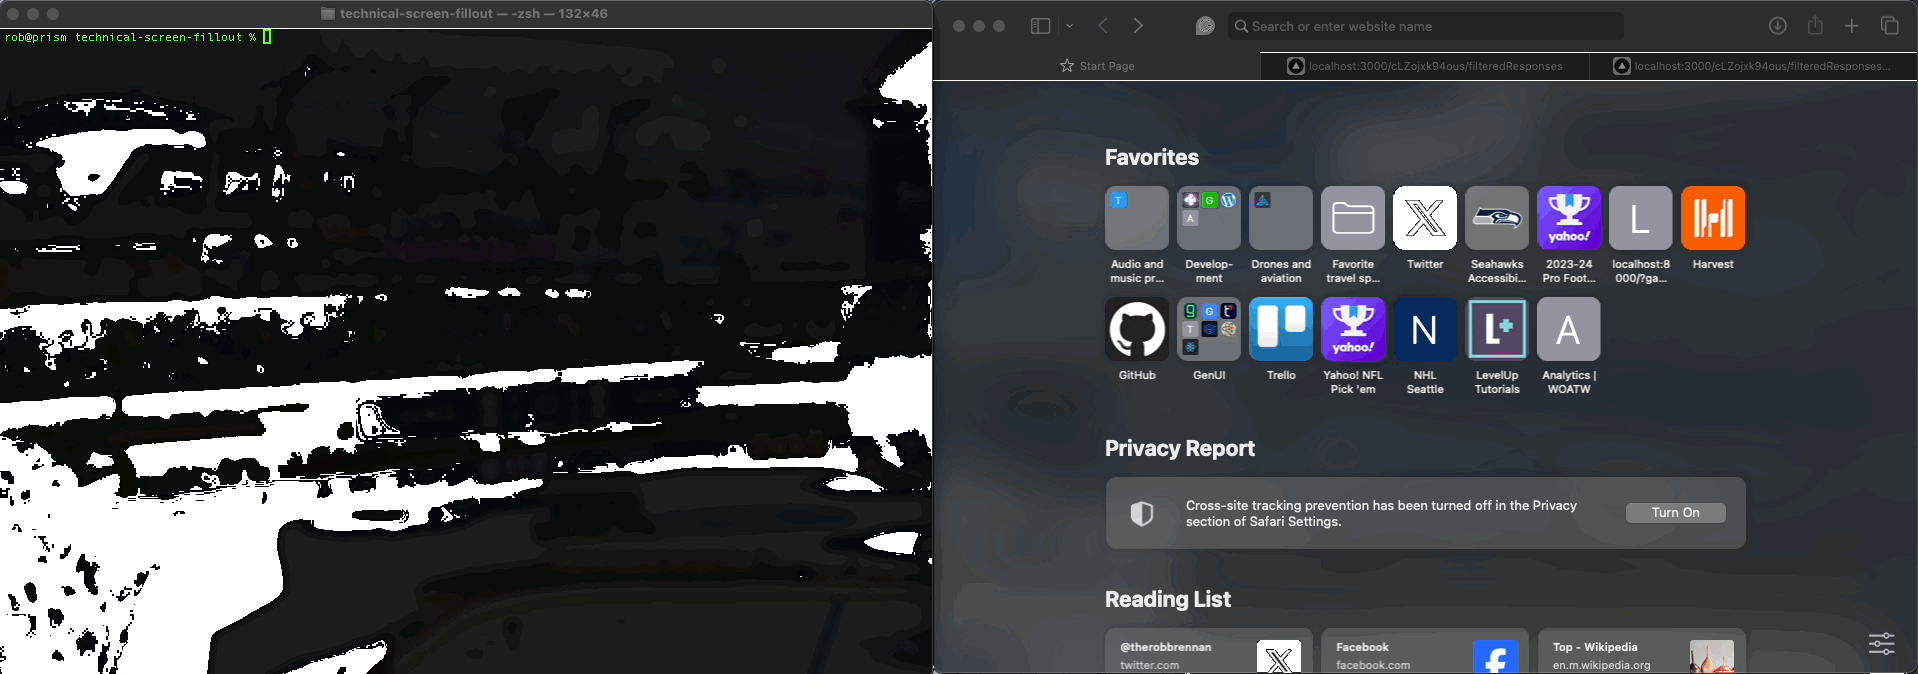 technical-screen-fillout — -zsh — 132×46
rob@prism technical-screen-fillout %
Search or enter website name
Start Page
localhost:3000/cLZojxk94ous/filteredResponses
localhost:3000/cLZojxk94ous/filteredResponses...
Favorites
T
G
A
yahoo!
L
Audio and
music pr...
Develop-
ment
Drones and
aviation
Favorite
travel sp...
Twitter
Seahawks
Accessibi...
2023-24
Pro Foot...
localhost:8
000/?ga...
Harvest
G
T
yahoo!
N
L+
A
GitHub
GenUI
Trello
Yahoo! NFL
Pick 'em
NHL
Seattle
LevelUp
Tutorials
Analytics |
WOATW
Privacy Report
Cross-site tracking prevention has been turned off in the Privacy
section of Safari Settings.
Turn On
Reading List
@therobbrennan
twitter.com
Facebook
facebook.com
Top - Wikipedia
en.m.wikipedia.org